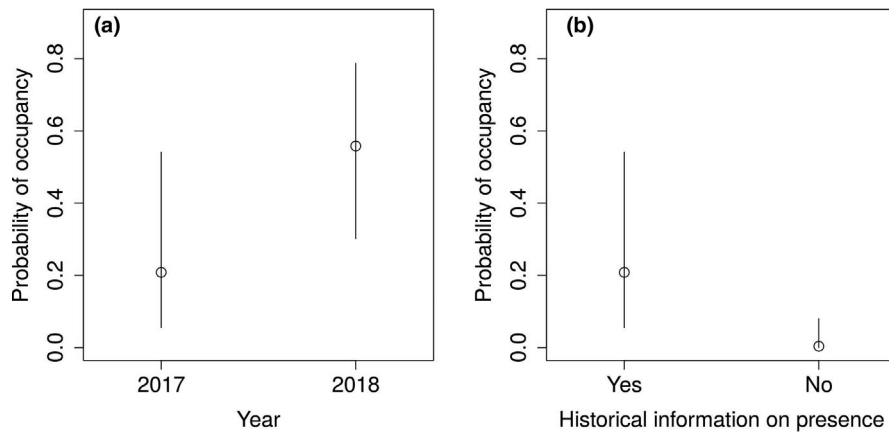 (a)
Probability of occupancy
0.8
0.6
0.4
0.2
0.0
2017 2018
Year
(b)
Probability of occupancy
0.8
0.6
0.4
0.2
0.0
Yes No
Historical information on presence